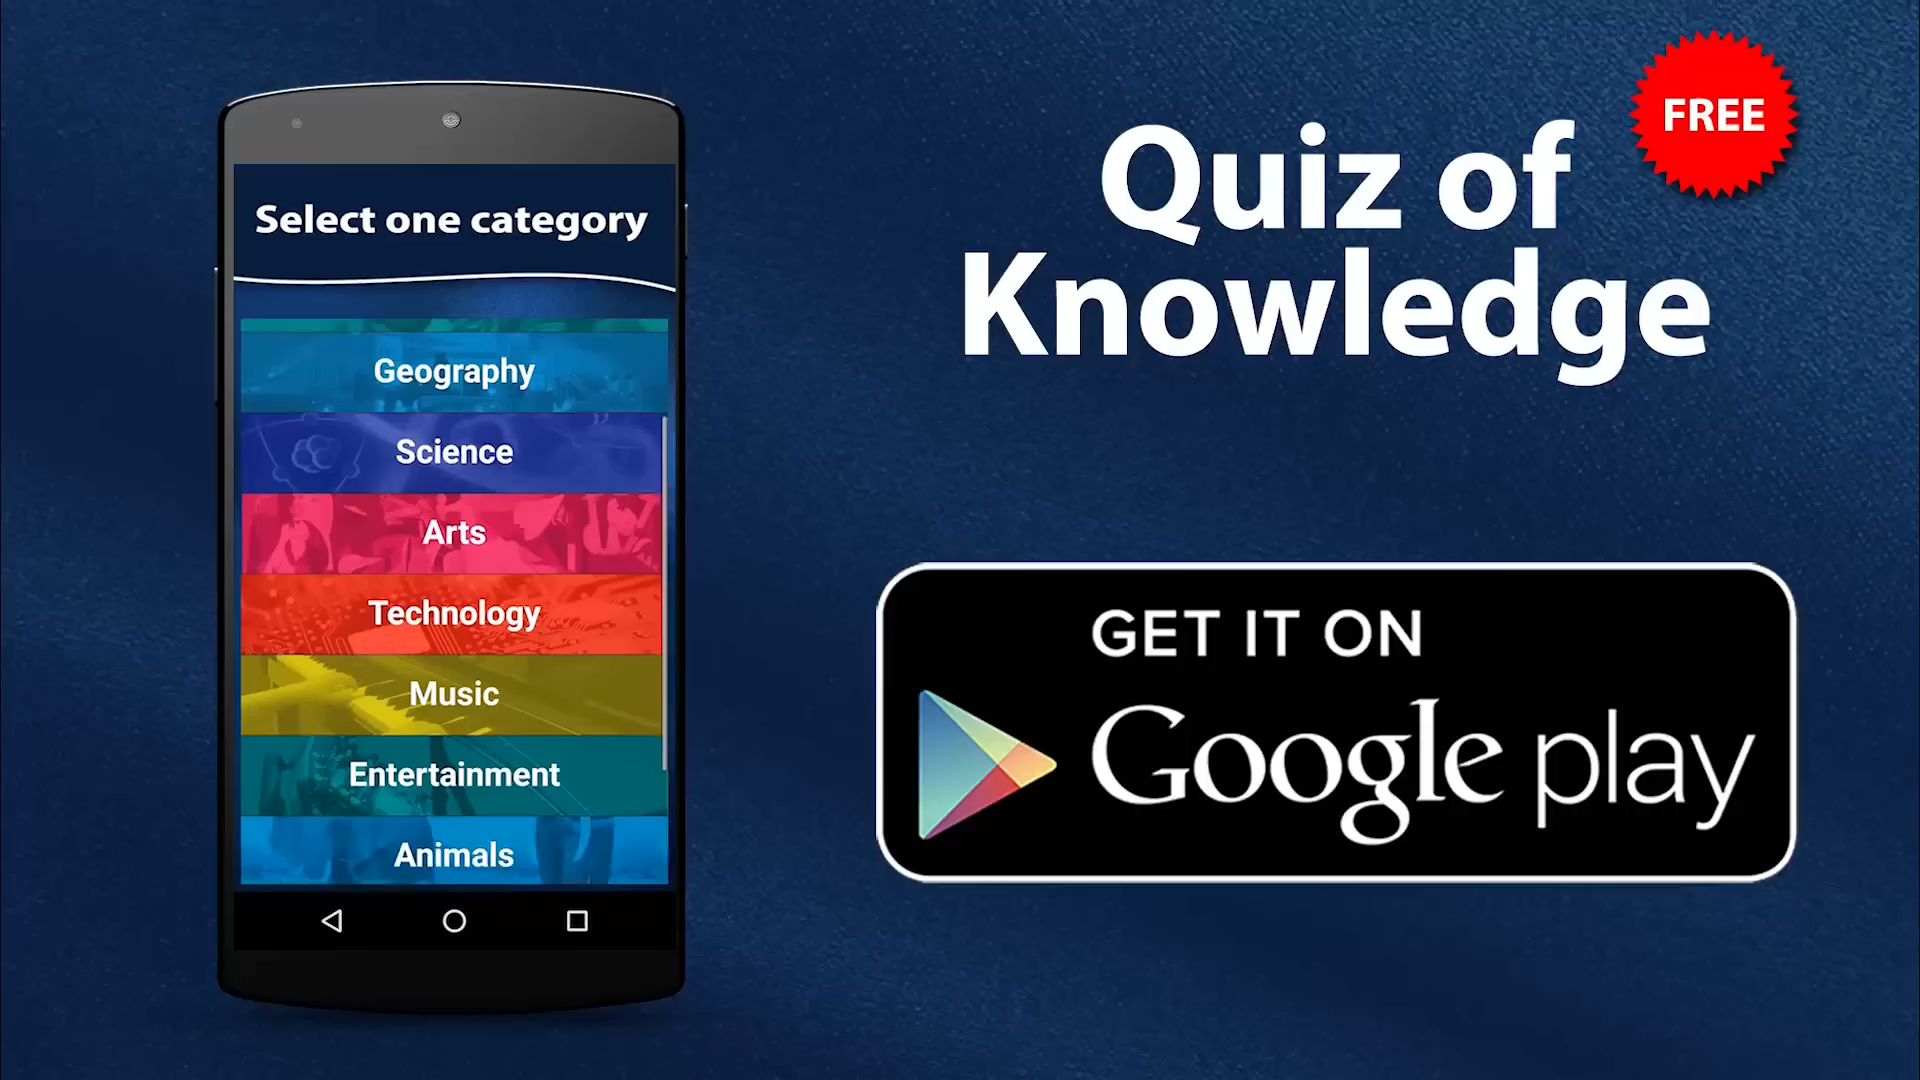 Select one category
Geography
Science
Arts
Technology
Music
Entertainment
Animals
Quiz of
Knowledge
FREE
GET IT ON
Google play